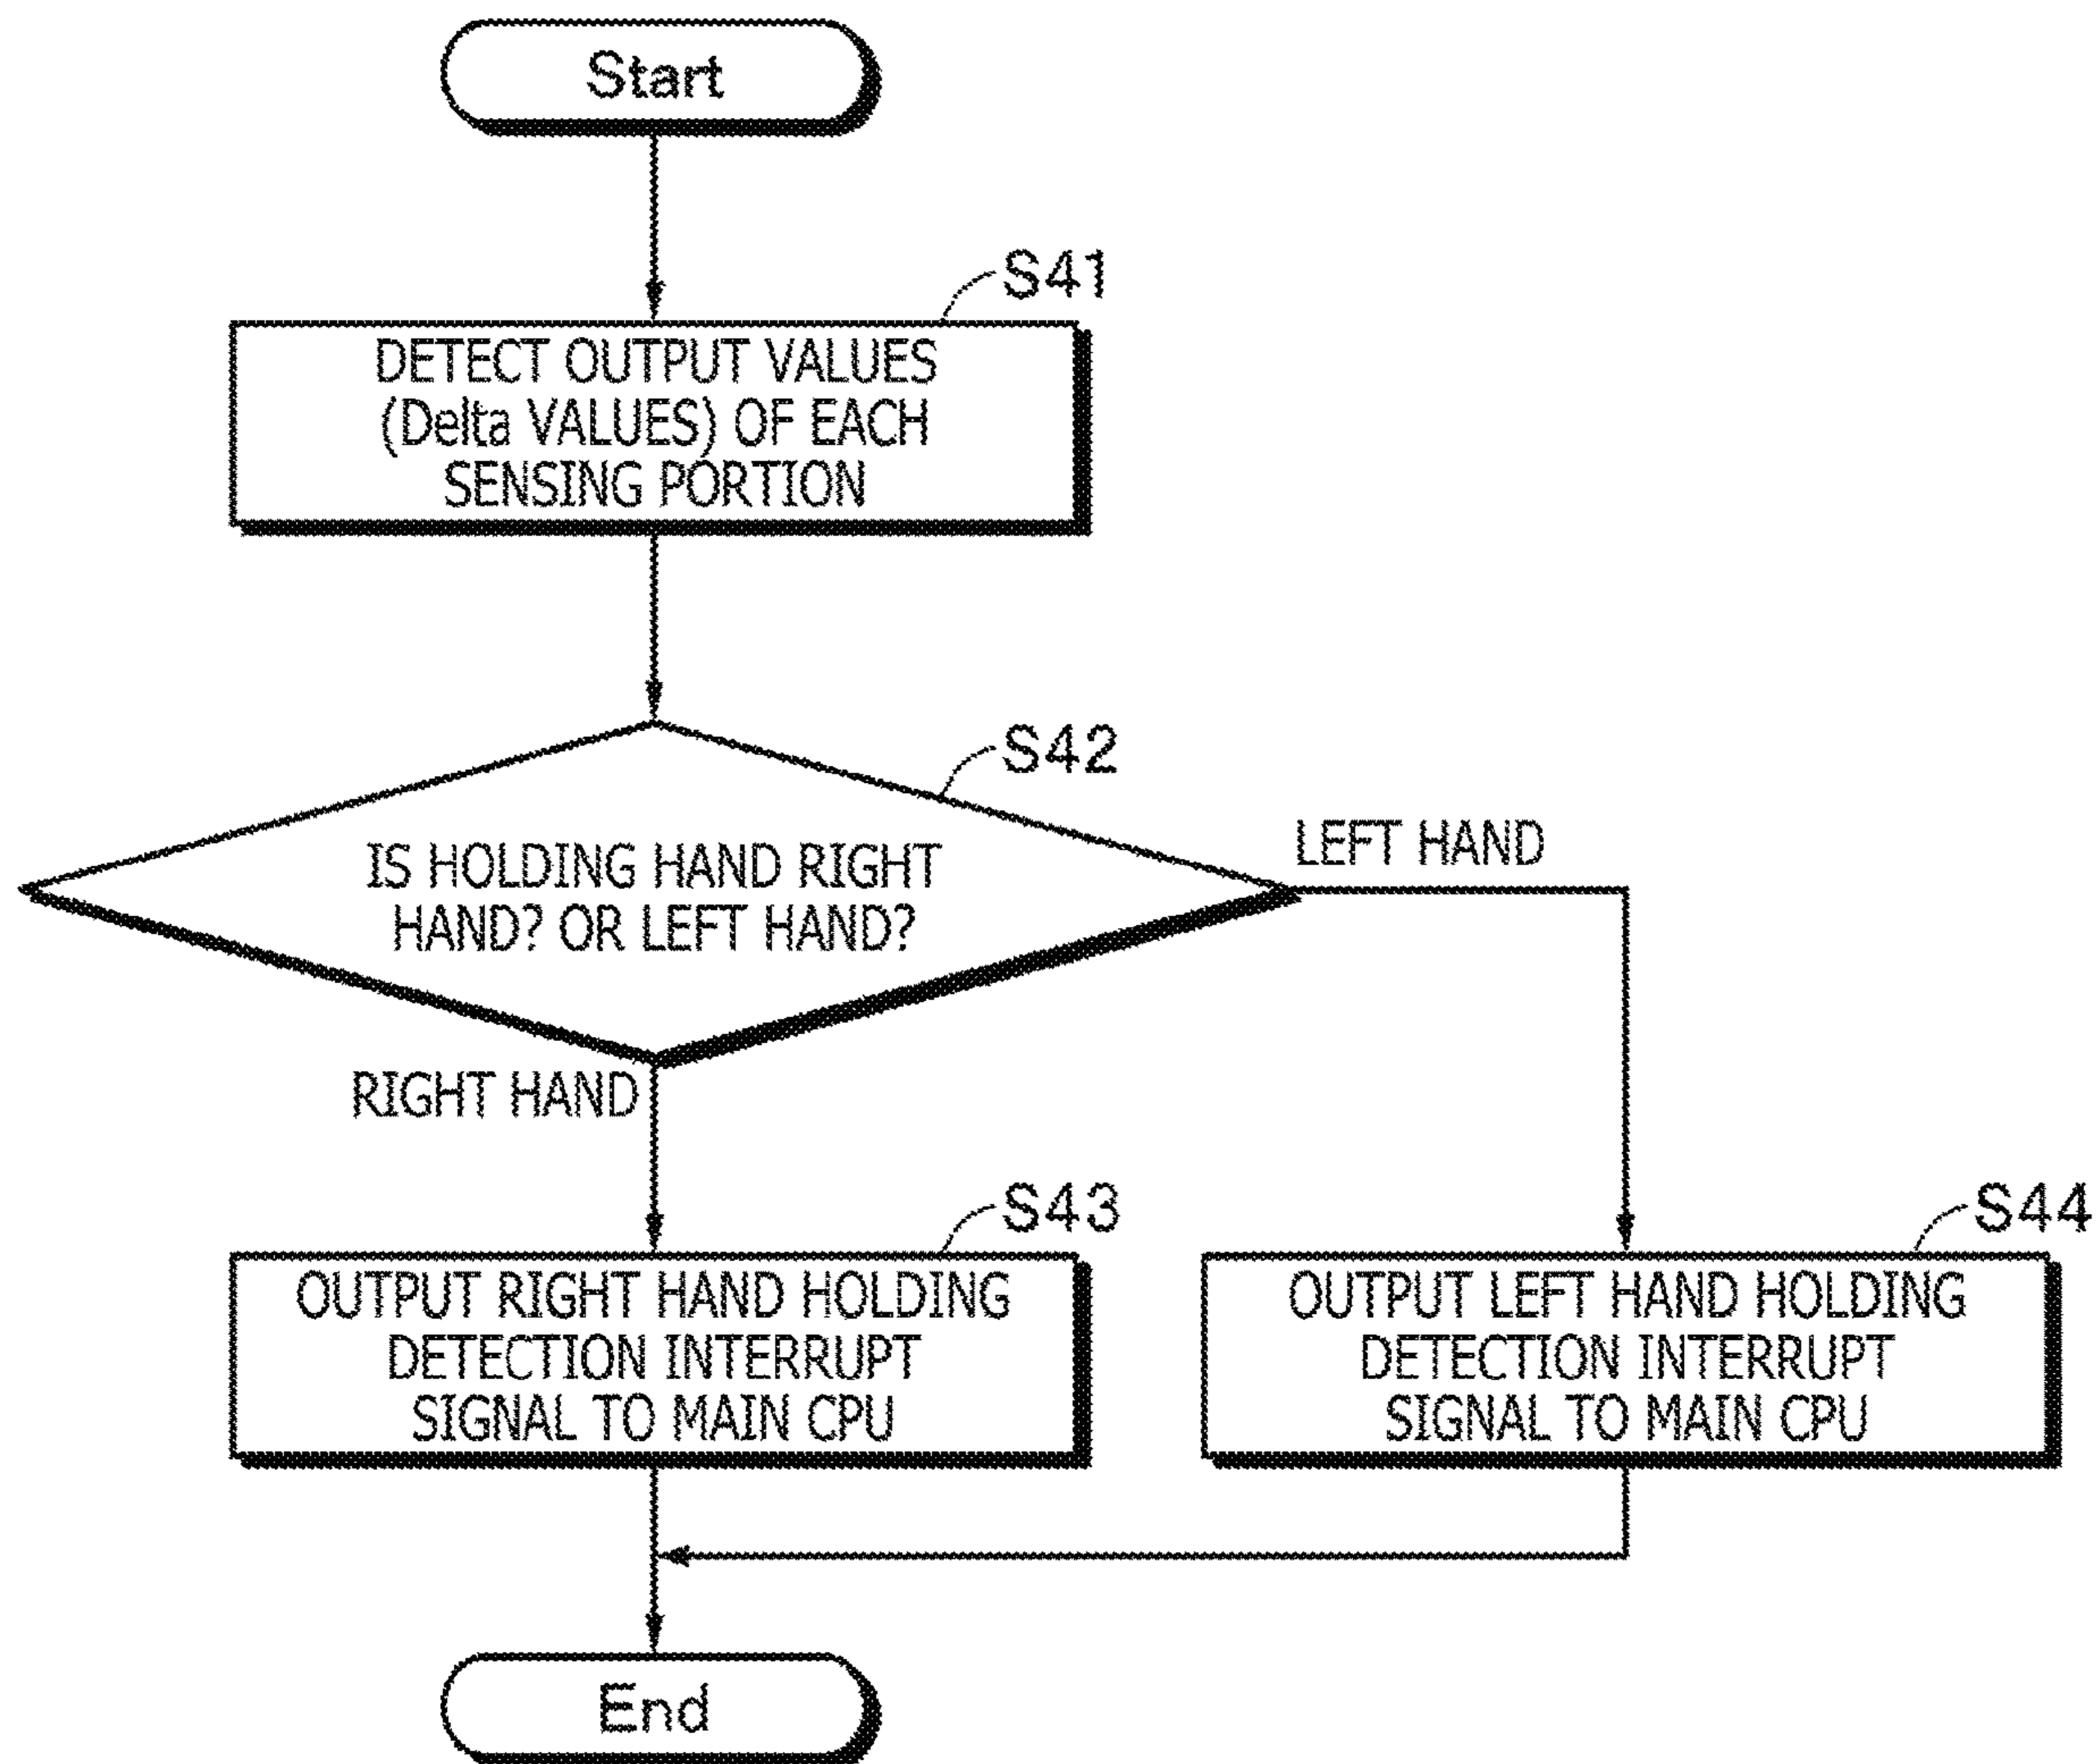 Start
S41
DETECT OUTPUT VALUES
(Delta VALUES) OF EACH
SENSING PORTION
S42
IS HOLDING HAND RIGHT
HAND? OR LEFT HAND?
LEFT HAND
RIGHT HAND
S43
OUTPUT RIGHT HAND HOLDING
DETECTION INTERRUPT
SIGNAL TO MAIN CPU
S44
OUTPUT LEFT HAND HOLDING
DETECTION INTERRUPT
SIGNAL TO MAIN CPU
End